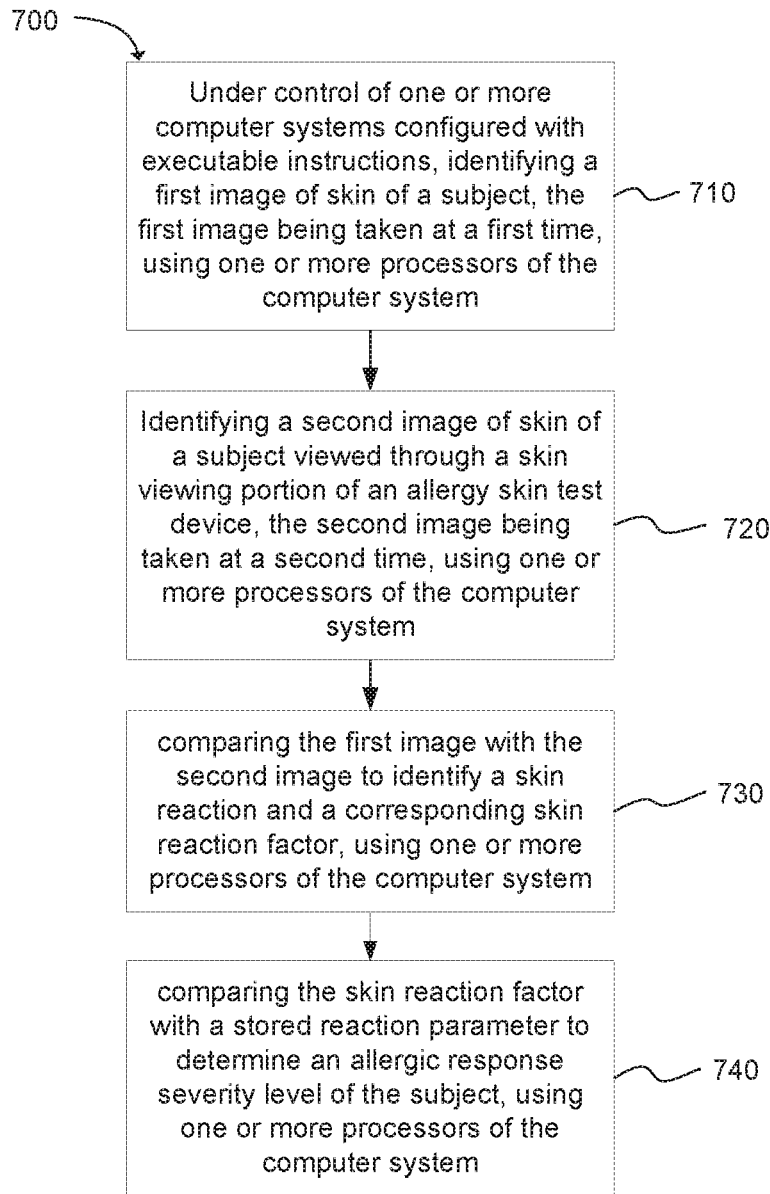 700
Under control of one or more
computer systems configured with
executable instructions, identifying a
first image of skin of a subject, the
first image being taken at a first time,
using one or more processors of the
computer system
710
Identifying a second image of skin of
a subject viewed through a skin
viewing portion of an allergy skin test
device, the second image being
taken at a second time, using one or
more processors of the computer
system
720
comparing the first image with the
second image to identify a skin
reaction and a corresponding skin
reaction factor, using one or more
processors of the computer system
730
comparing the skin reaction factor
with a stored reaction parameter to
determine an allergic response
severity level of the subject, using
one or more processors of the
computer system
740